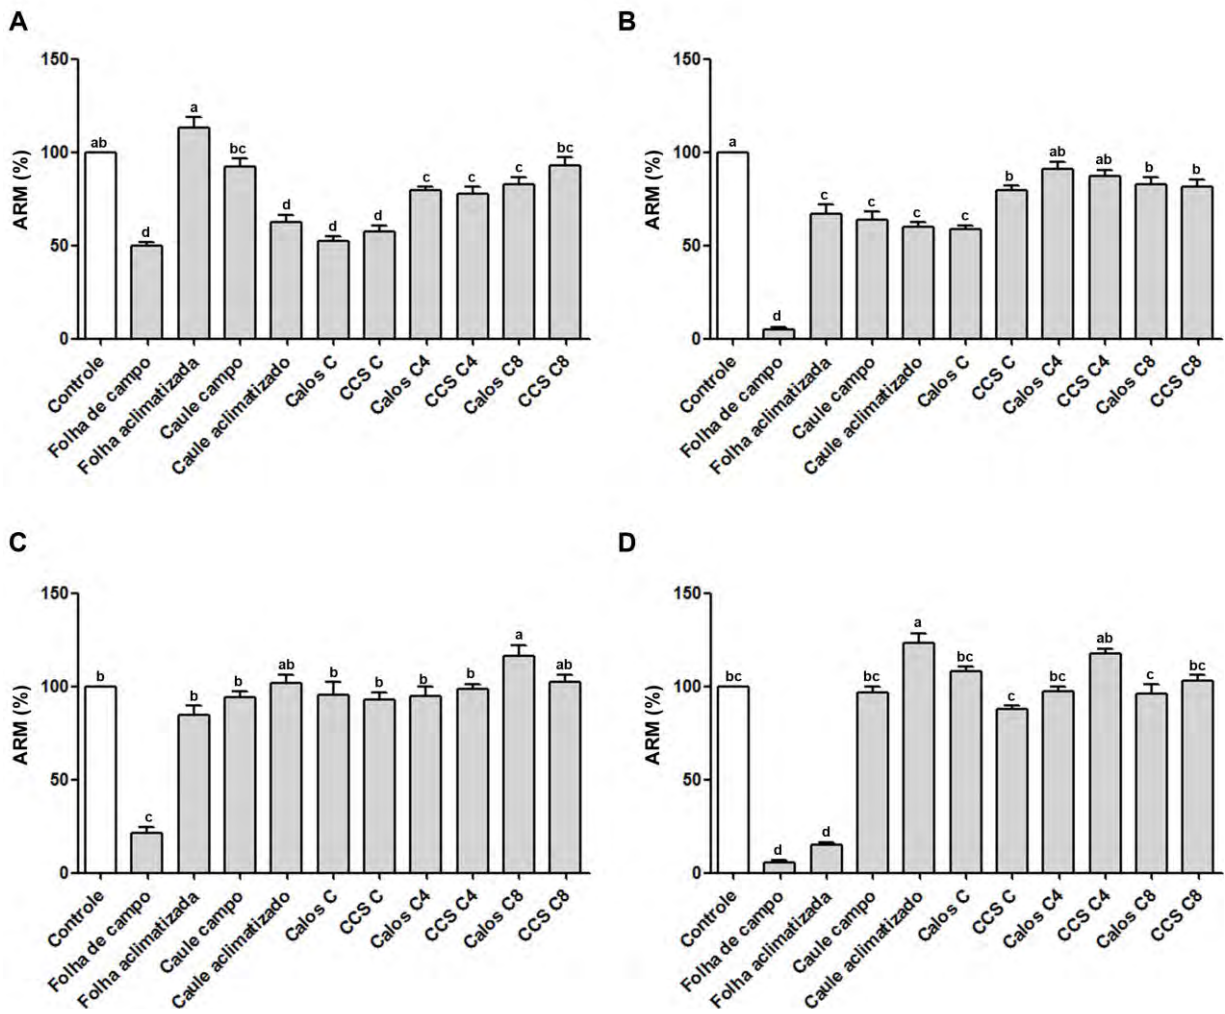 A
ARM (%)
150
100
50
0
ab
d
a
bc
d
d
d
c
c
c
bc
Controle
Folha de campo
Folha aclimatizada
Caule campo
Caule aclimatizado
Calos C
CCS C
Calos C4
CCS C4
Calos C8
CCS C8
B
ARM (%)
150
100
50
0
a
d
c
c
c
c
b
ab
ab
b
b
Controle
Folha de campo
Folha aclimatizada
Caule campo
Caule aclimatizado
Calos C
CCS C
Calos C4
CCS C4
Calos C8
CCS C8
C
ARM (%)
150
100
50
0
b
c
b
b
ab
b
b
b
b
a
ab
Controle
Folha de campo
Folha aclimatizada
Caule campo
Caule aclimatizado
Calos C
CCS C
Calos C4
CCS C4
Calos C8
CCS C8
D
ARM (%)
150
100
50
0
bc
d
d
bc
a
bc
c
bc
ab
c
bc
Controle
Folha de campo
Folha aclimatizada
Caule campo
Caule aclimatizado
Calos C
CCS C
Calos C4
CCS C4
Calos C8
CCS C8